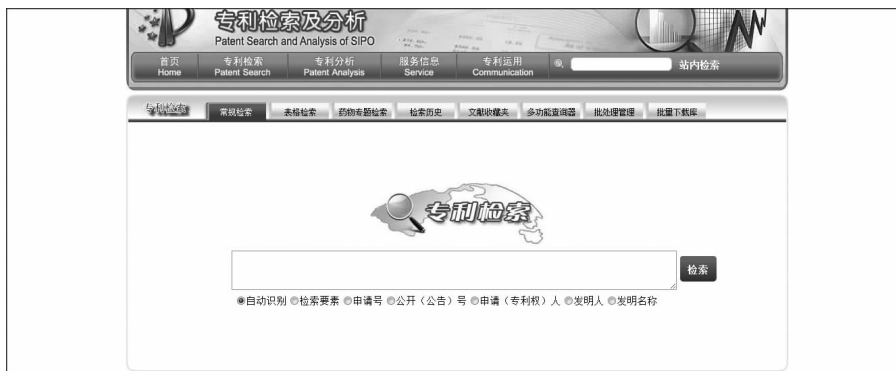 专利检索及分析
Patent Search and Analysis of SIPO
首页 专利检索 专利分析 服务信息 专利运用 站内检索
Home Patent Search Patent Analysis Service Communication
专利检索 常规检索 表格检索 药物专题检索 检索历史 文献收藏夹 多功能查询器 批处理管理 批量下载库
专利检索
检索
自动识别 检索要素 申请号 公开（公告）号 申请（专利权）人 发明人 发明名称